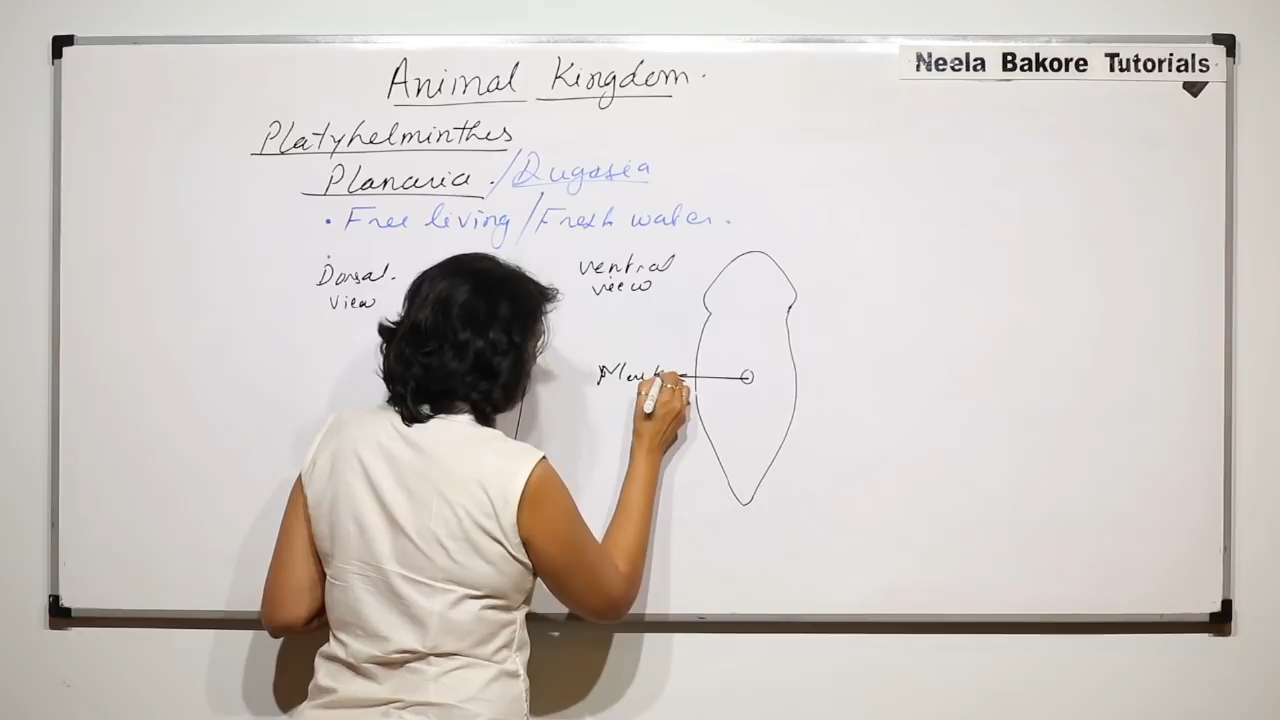 Neela Bakore Tutorials
Animal Kingdom.
Platyhelminthes
Planaria. / Dugesia
• Free living / Fresh water.
Dorsal.
view
ventral
view